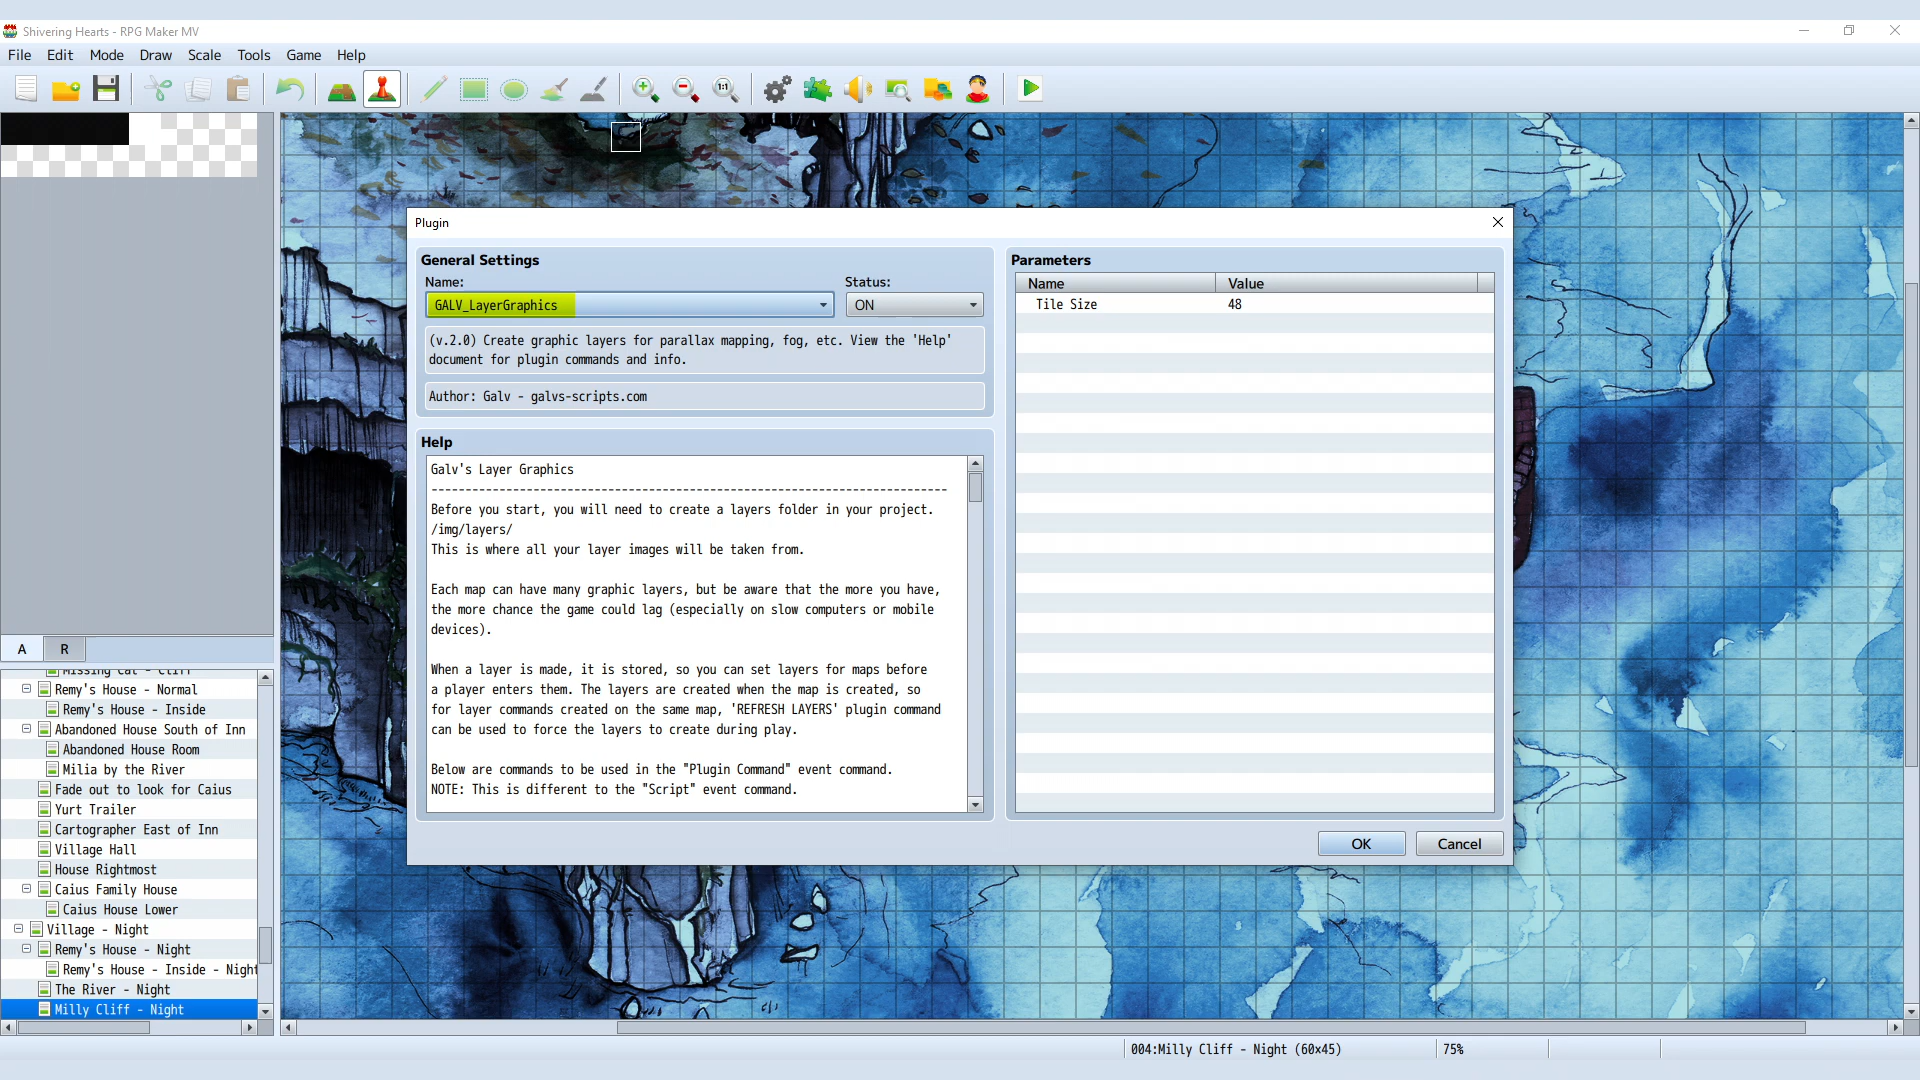 Shivering Hearts - RPG Maker MV
File Edit Mode Draw Scale Tools Game Help
1:1
Plugin
General Settings
Name:
Status:
GALV_LayerGraphics
ON
(v.2.0) Create graphic layers for parallax mapping, fog, etc. View the 'Help'
document for plugin commands and info.
Author: Galv - galvs-scripts.com
Help
Galv's Layer Graphics
----------------------------------------------------------------------------
Before you start, you will need to create a layers folder in your project.
/img/layers/
This is where all your layer images will be taken from.
Each map can have many graphic layers, but be aware that the more you have,
the more chance the game could lag (especially on slow computers or mobile
devices).
When a layer is made, it is stored, so you can set layers for maps before
a player enters them. The layers are created when the map is created, so
for layer commands created on the same map, 'REFRESH LAYERS' plugin command
can be used to force the layers to create during play.
Below are commands to be used in the "Plugin Command" event command.
NOTE: This is different to the "Script" event command.
Parameters
Name Value
Tile Size 48
OK Cancel
A R
Missing Cat - Cliff
Remy's House - Normal
Remy's House - Inside
Abandoned House South of Inn
Abandoned House Room
Milia by the River
Fade out to look for Caius
Yurt Trailer
Cartographer East of Inn
Village Hall
House Rightmost
Caius Family House
Caius House Lower
Village - Night
Remy's House - Night
Remy's House - Inside - Night
The River - Night
Milly Cliff - Night
004:Milly Cliff - Night (60x45) 75%